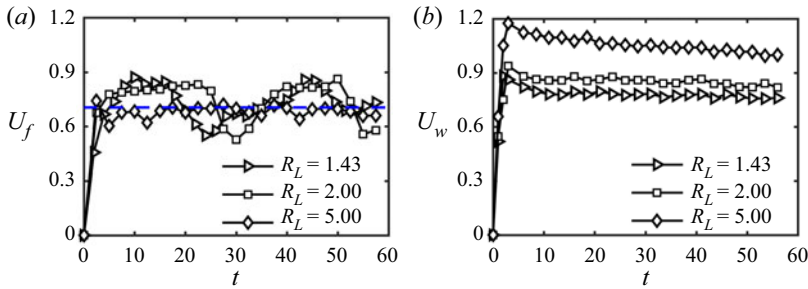 (a)
1.2
0.9
0.6
0.3
0
U_f
R_L = 1.43
R_L = 2.00
R_L = 5.00
0 10 20 30 40 50 60
t
(b)
1.2
0.9
0.6
0.3
0
U_w
R_L = 1.43
R_L = 2.00
R_L = 5.00
0 10 20 30 40 50 60
t